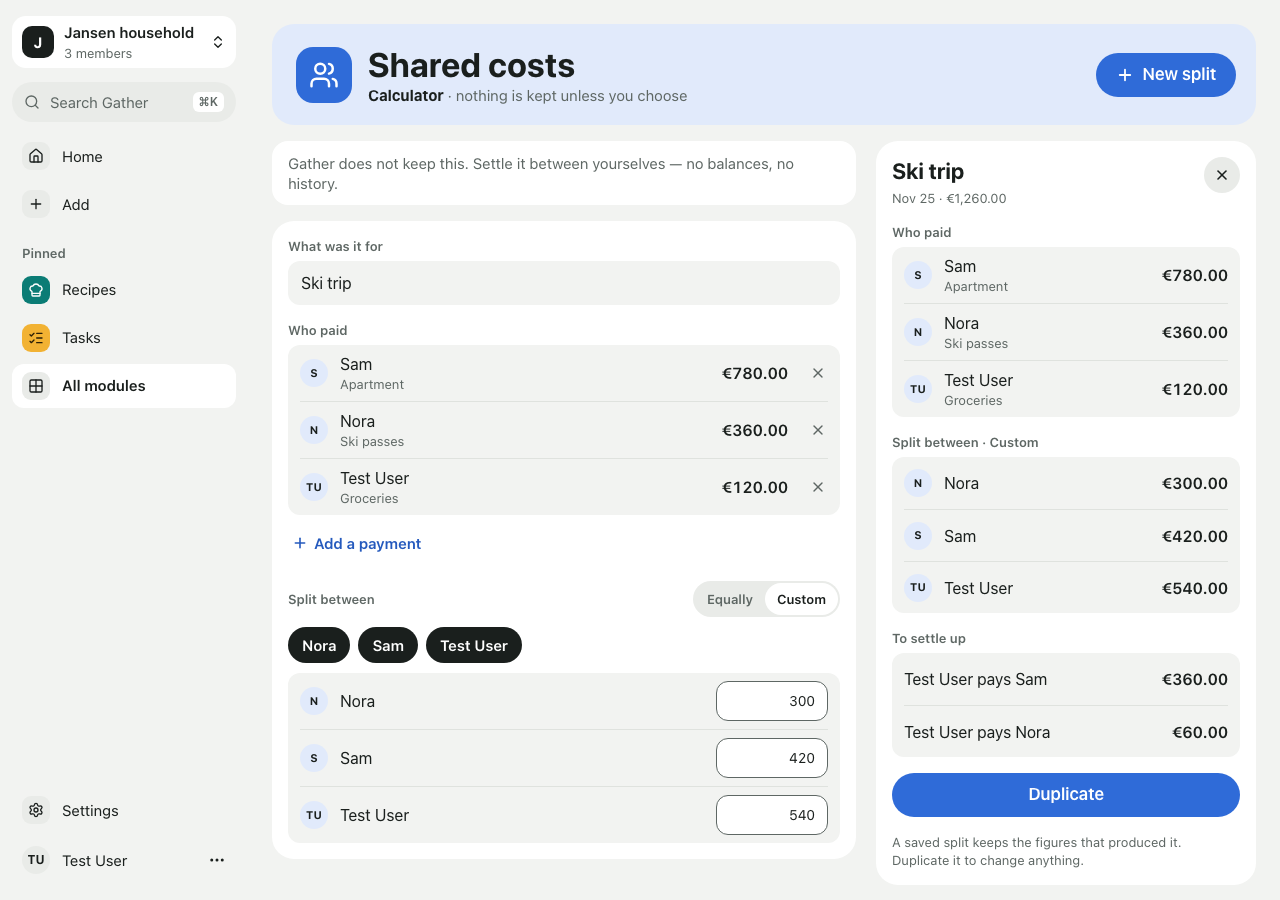 J
Jansen household
3 members
Search Gather
⌘K
Home
Add
Pinned
Recipes
Tasks
All modules
Settings
TU
Test User
Shared costs
Calculator · nothing is kept unless you choose
New split
Gather does not keep this. Settle it between yourselves — no balances, no
history.
What was it for
Ski trip
Who paid
S
Sam
Apartment
€780.00
N
Nora
Ski passes
€360.00
TU
Test User
Groceries
€120.00
Add a payment
Split between
Equally
Custom
Nora
Sam
Test User
N
Nora
300
S
Sam
420
TU
Test User
540
Ski trip
Nov 25 · €1,260.00
Who paid
S
Sam
Apartment
€780.00
N
Nora
Ski passes
€360.00
TU
Test User
Groceries
€120.00
Split between · Custom
N
Nora
€300.00
S
Sam
€420.00
TU
Test User
€540.00
To settle up
Test User pays Sam
€360.00
Test User pays Nora
€60.00
Duplicate
A saved split keeps the figures that produced it.
Duplicate it to change anything.